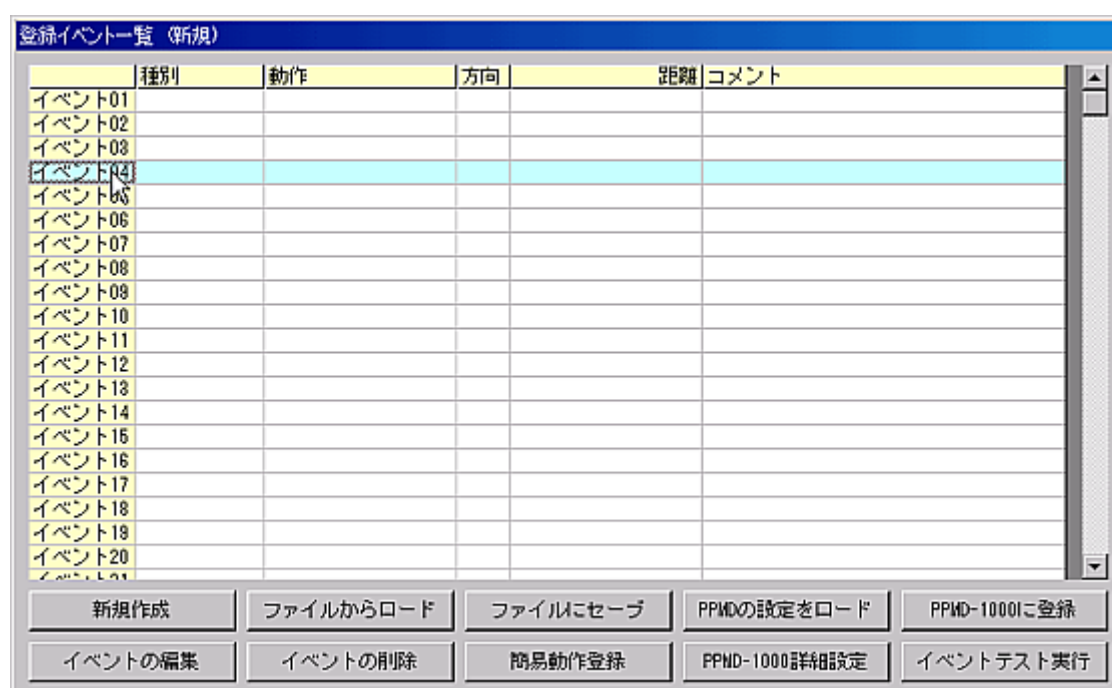 登録イベント一覧 (新規)
種別 動作 方向 距離 コメント
イベント01
イベント02
イベント03
イベント04
イベント05
イベント06
イベント07
イベント08
イベント09
イベント10
イベント11
イベント12
イベント13
イベント14
イベント15
イベント16
イベント17
イベント18
イベント19
イベント20
イベント21
新規作成 ファイルからロード ファイルにセーブ PPMDの設定をロード PPMD-1000に登録
イベントの編集 イベントの削除 簡易動作登録 PPMD-1000詳細設定 イベントテスト実行